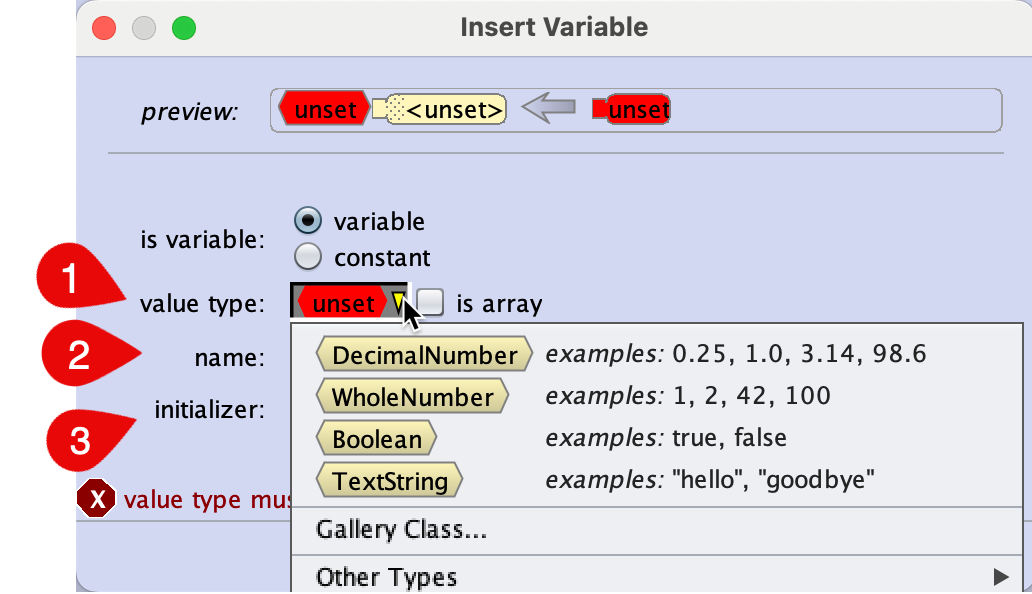 Insert Variable
preview: unset <unset> unset
is variable: variable
constant
1 value type: unset is array
2 name:
3 initializer:
DecimalNumber examples: 0.25, 1.0, 3.14, 98.6
WholeNumber examples: 1, 2, 42, 100
Boolean examples: true, false
TextString examples: "hello", "goodbye"
X value type mus
Gallery Class...
Other Types